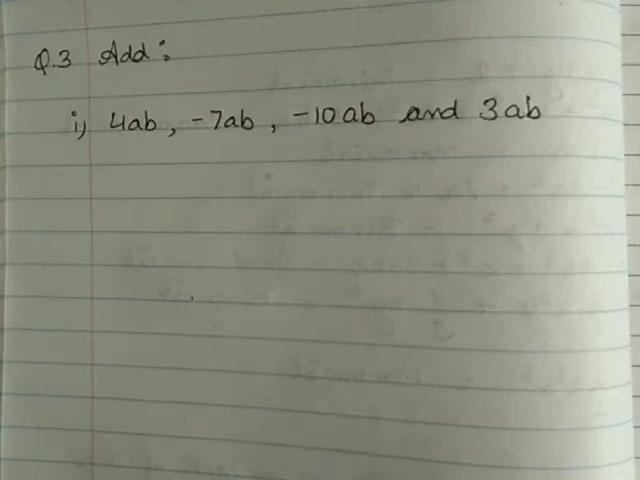 Q.3 Add:
i) 4ab, -7ab, -10ab and 3ab